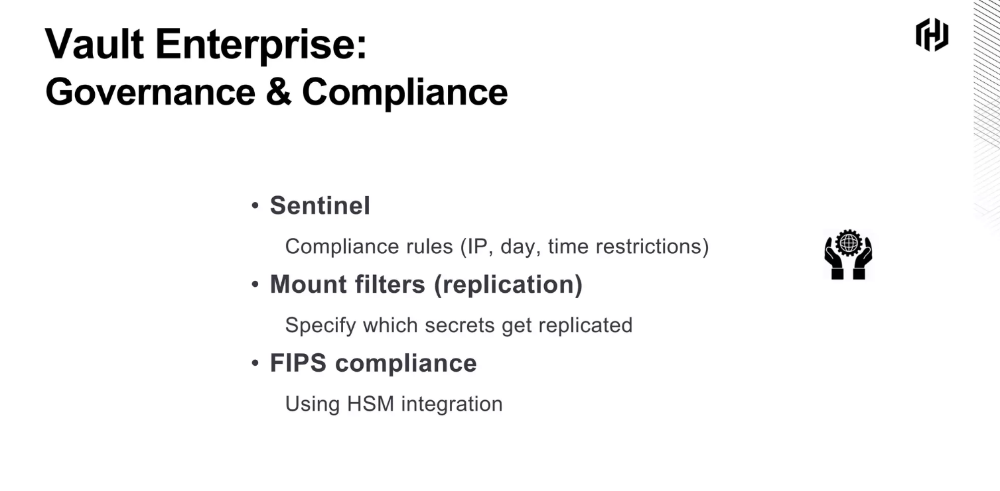 Vault Enterprise:
Governance & Compliance
• Sentinel
Compliance rules (IP, day, time restrictions)
• Mount filters (replication)
Specify which secrets get replicated
• FIPS compliance
Using HSM integration